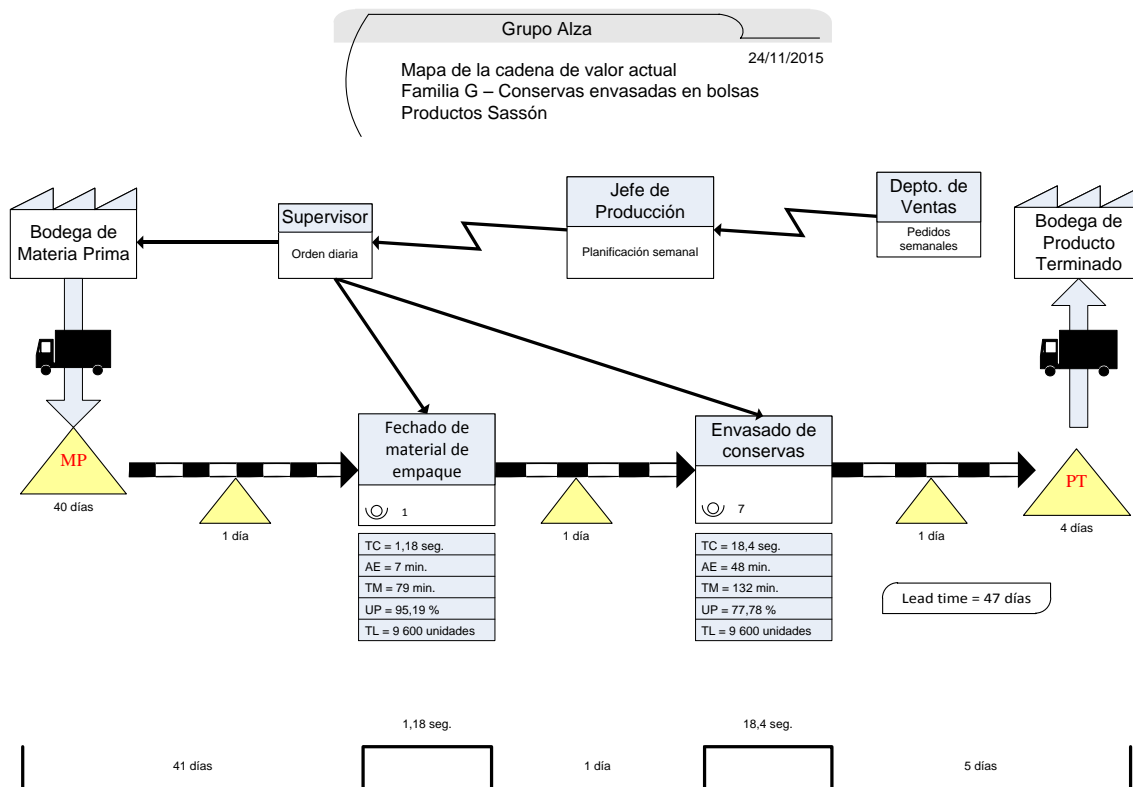 Grupo Alza
24/11/2015
Mapa de la cadena de valor actual
Familia G – Conservas envasadas en bolsas
Productos Sassón
Bodega de
Materia Prima
Supervisor
Orden diaria
Jefe de
Producción
Planificación semanal
Depto. de
Ventas
Pedidos
semanales
Bodega de
Producto
Terminado
MP
40 días
1 día
Fechado de
material de
empaque
1
TC = 1,18 seg.
AE = 7 min.
TM = 79 min.
UP = 95,19 %
TL = 9 600 unidades
1 día
Envasado de
conservas
7
TC = 18,4 seg.
AE = 48 min.
TM = 132 min.
UP = 77,78 %
TL = 9 600 unidades
1 día
PT
4 días
Lead time = 47 días
41 días
1,18 seg.
1 día
18,4 seg.
5 días